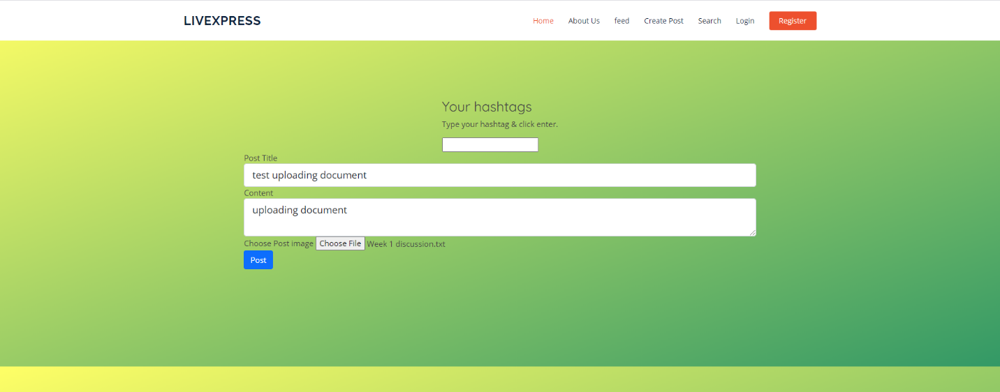 LIVEXPRESS Home About Us feed Create Post Search Login Register
Your hashtags
Type your hashtag & click enter.
Post Title
test uploading document
Content
uploading document
Choose Post image Choose File Week 1 discussion.txt
Post